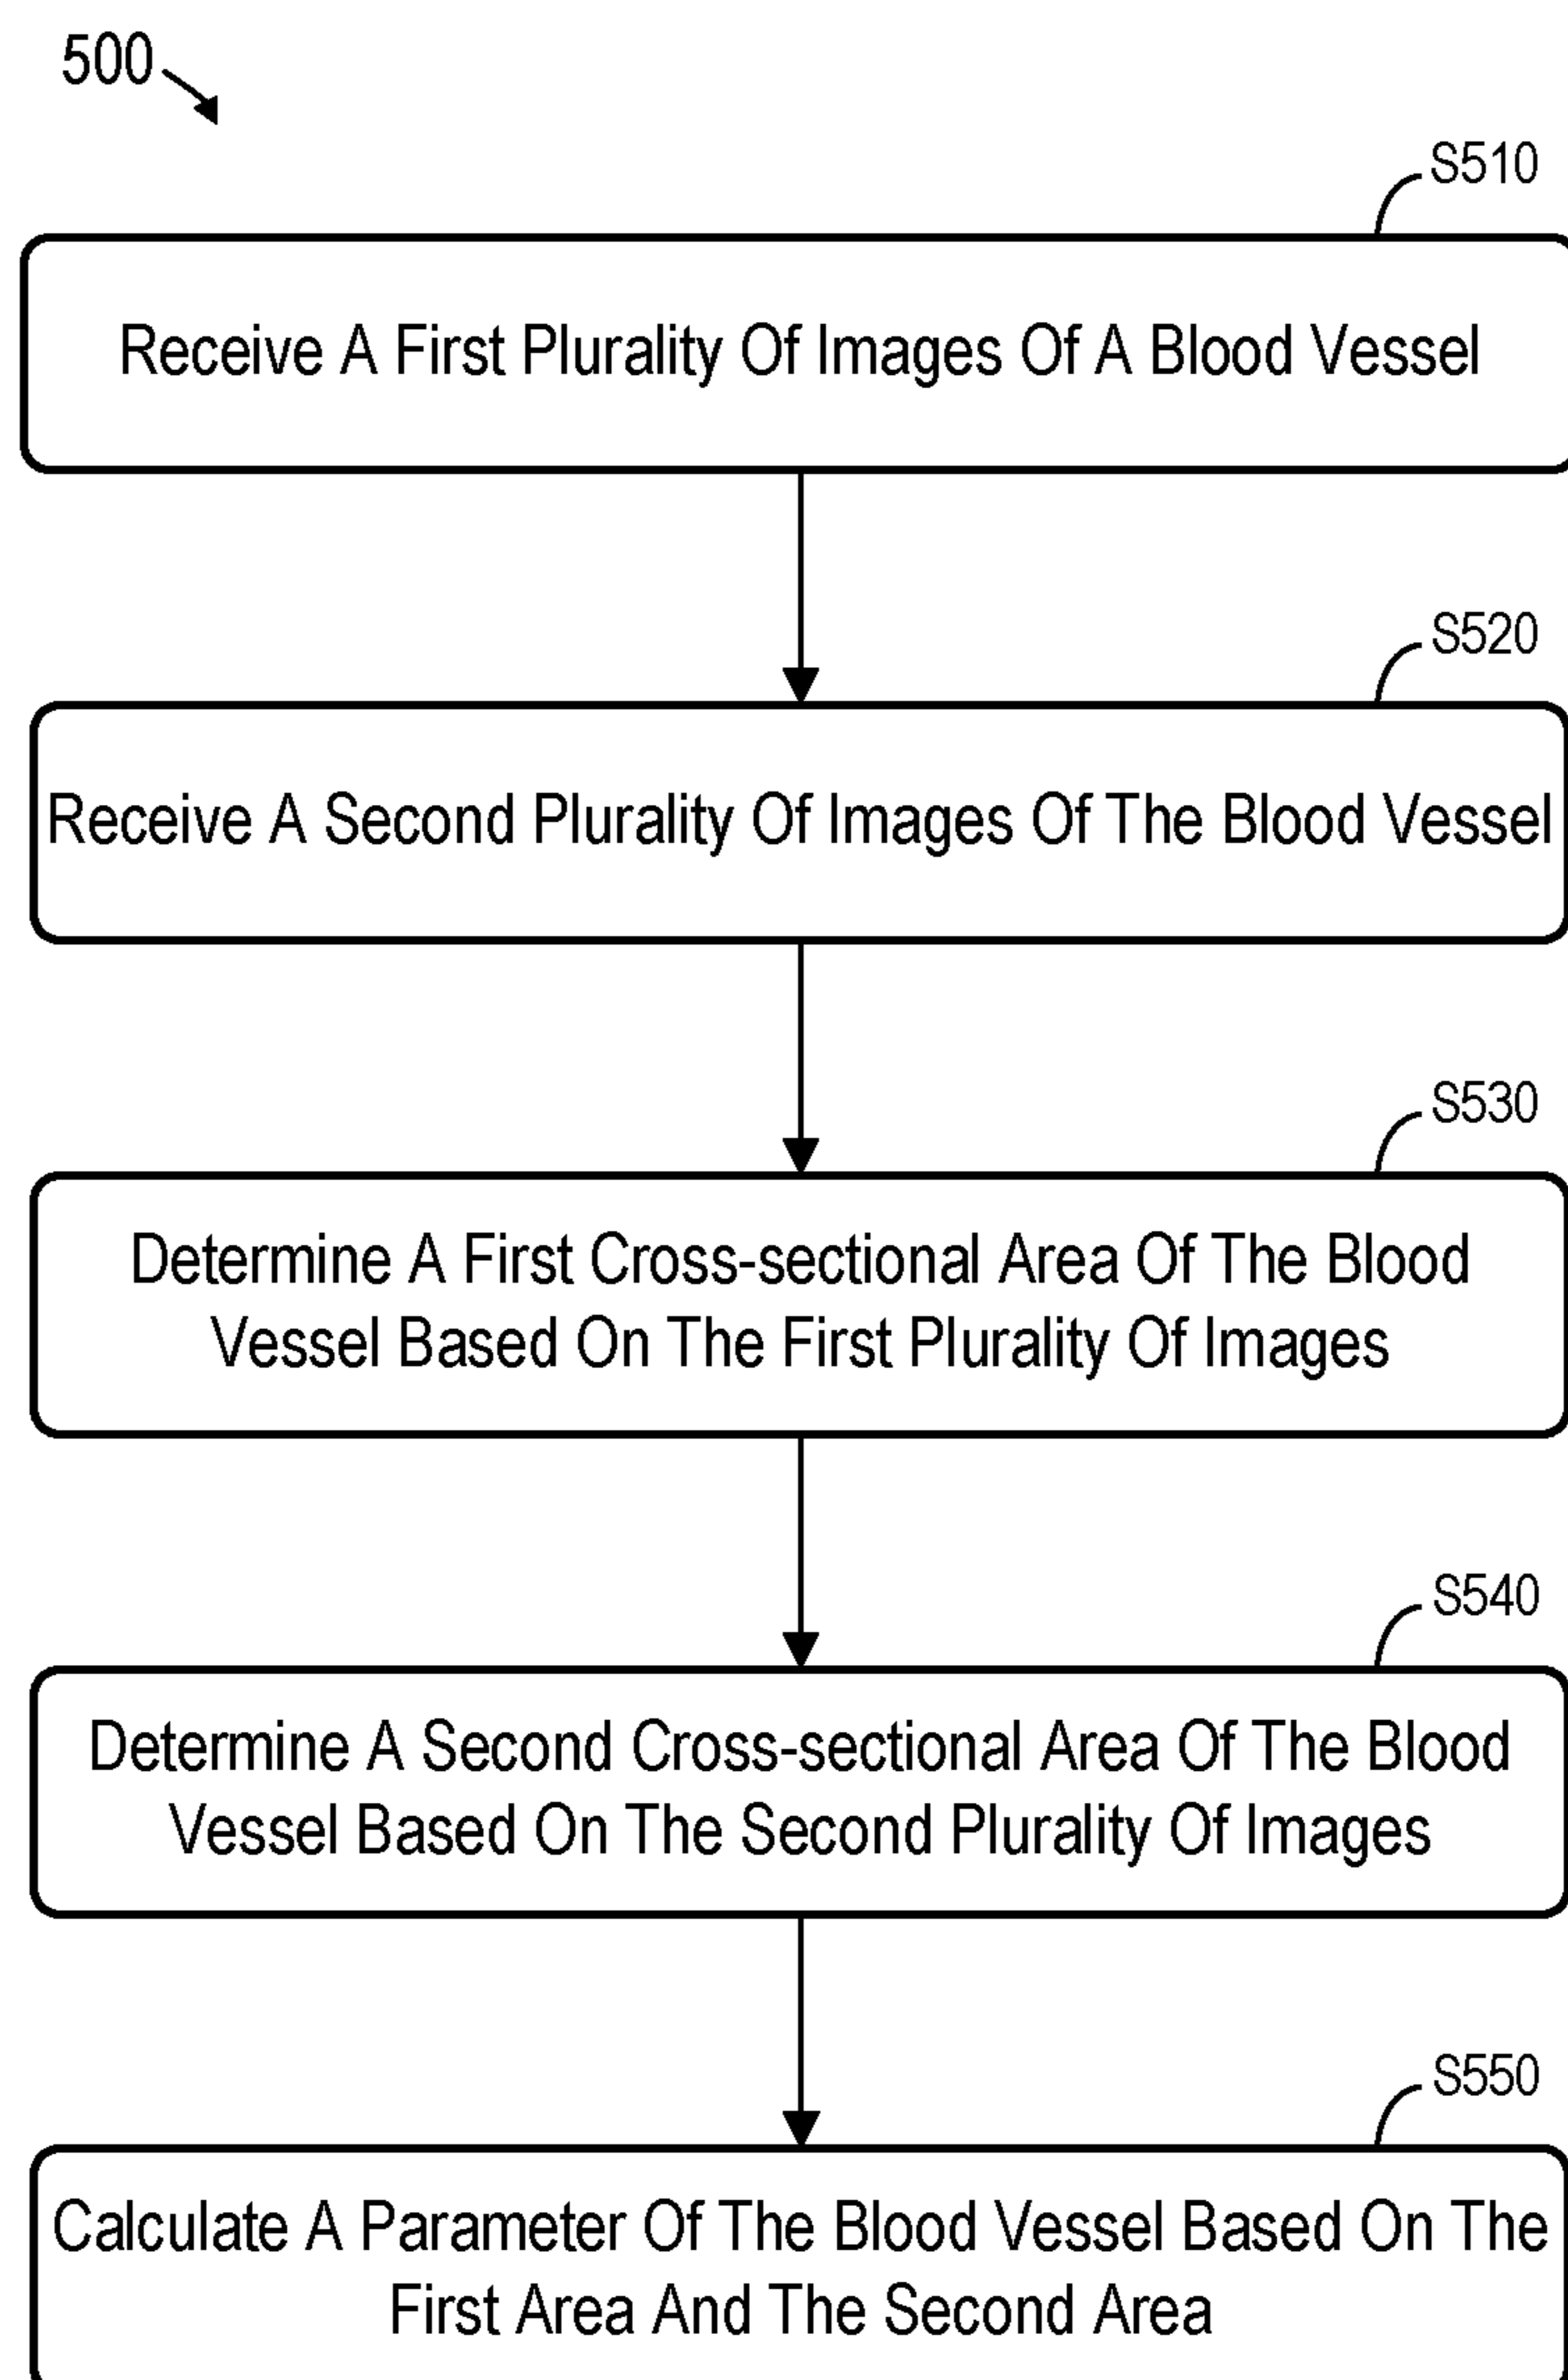 500
S510
Receive A First Plurality Of Images Of A Blood Vessel
S520
Receive A Second Plurality Of Images Of The Blood Vessel
S530
Determine A First Cross-sectional Area Of The Blood
Vessel Based On The First Plurality Of Images
S540
Determine A Second Cross-sectional Area Of The Blood
Vessel Based On The Second Plurality Of Images
S550
Calculate A Parameter Of The Blood Vessel Based On The
First Area And The Second Area